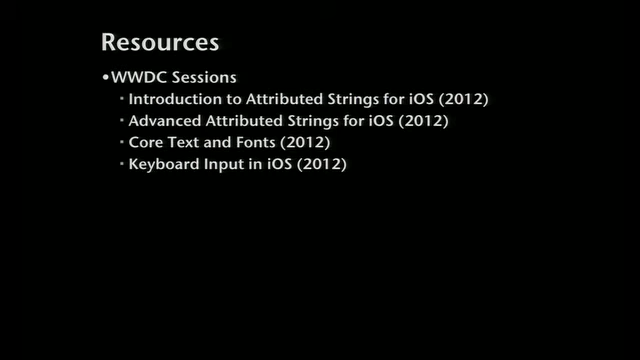 Resources
•WWDC Sessions
▪ Introduction to Attributed Strings for iOS (2012)
▪ Advanced Attributed Strings for iOS (2012)
▪ Core Text and Fonts (2012)
▪ Keyboard Input in iOS (2012)